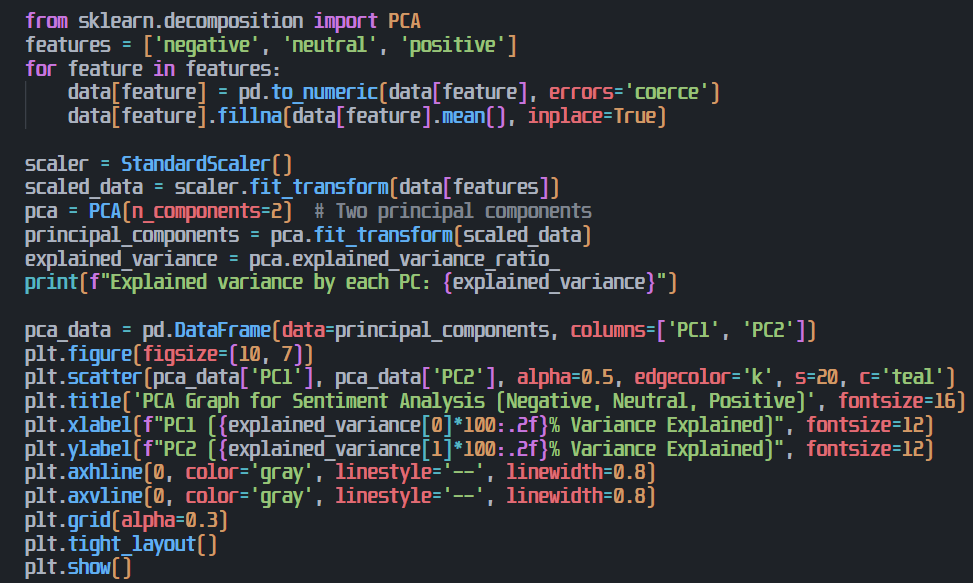 from sklearn.decomposition import PCA
features = ['negative', 'neutral', 'positive']
for feature in features:
    data[feature] = pd.to_numeric(data[feature], errors='coerce')
    data[feature].fillna(data[feature].mean(), inplace=True)

scaler = StandardScaler()
scaled_data = scaler.fit_transform(data[features])
pca = PCA(n_components=2)  # Two principal components
principal_components = pca.fit_transform(scaled_data)
explained_variance = pca.explained_variance_ratio_
print(f"Explained variance by each PC: {explained_variance}")

pca_data = pd.DataFrame(data=principal_components, columns=['PC1', 'PC2'])
plt.figure(figsize=(10, 7))
plt.scatter(pca_data['PC1'], pca_data['PC2'], alpha=0.5, edgecolor='k', s=20, c='teal')
plt.title('PCA Graph for Sentiment Analysis (Negative, Neutral, Positive)', fontsize=16)
plt.xlabel(f"PC1 ({explained_variance[0]*100:.2f}% Variance Explained)", fontsize=12)
plt.ylabel(f"PC2 ({explained_variance[1]*100:.2f}% Variance Explained)", fontsize=12)
plt.axhline(0, color='gray', linestyle='--', linewidth=0.8)
plt.axvline(0, color='gray', linestyle='--', linewidth=0.8)
plt.grid(alpha=0.3)
plt.tight_layout()
plt.show()